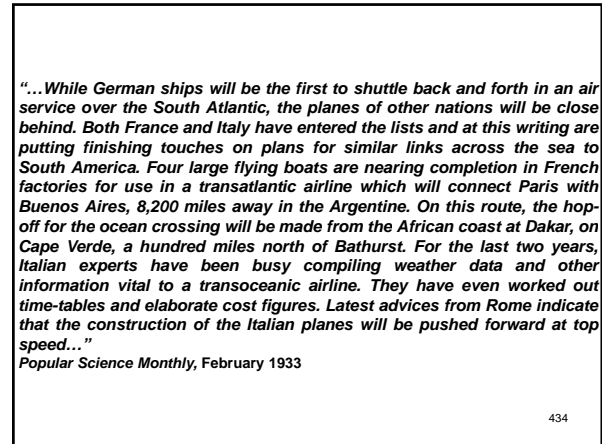 “…While German ships will be the first to shuttle back and forth in an air
service over the South Atlantic, the planes of other nations will be close
behind. Both France and Italy have entered the lists and at this writing are
putting finishing touches on plans for similar links across the sea to
South America. Four large flying boats are nearing completion in French
factories for use in a transatlantic airline which will connect Paris with
Buenos Aires, 8,200 miles away in the Argentine. On this route, the hop-
off for the ocean crossing will be made from the African coast at Dakar, on
Cape Verde, a hundred miles north of Bathurst. For the last two years,
Italian experts have been busy compiling weather data and other
information vital to a transoceanic airline. They have even worked out
time-tables and elaborate cost figures. Latest advices from Rome indicate
that the construction of the Italian planes will be pushed forward at top
speed…”
Popular Science Monthly, February 1933
434